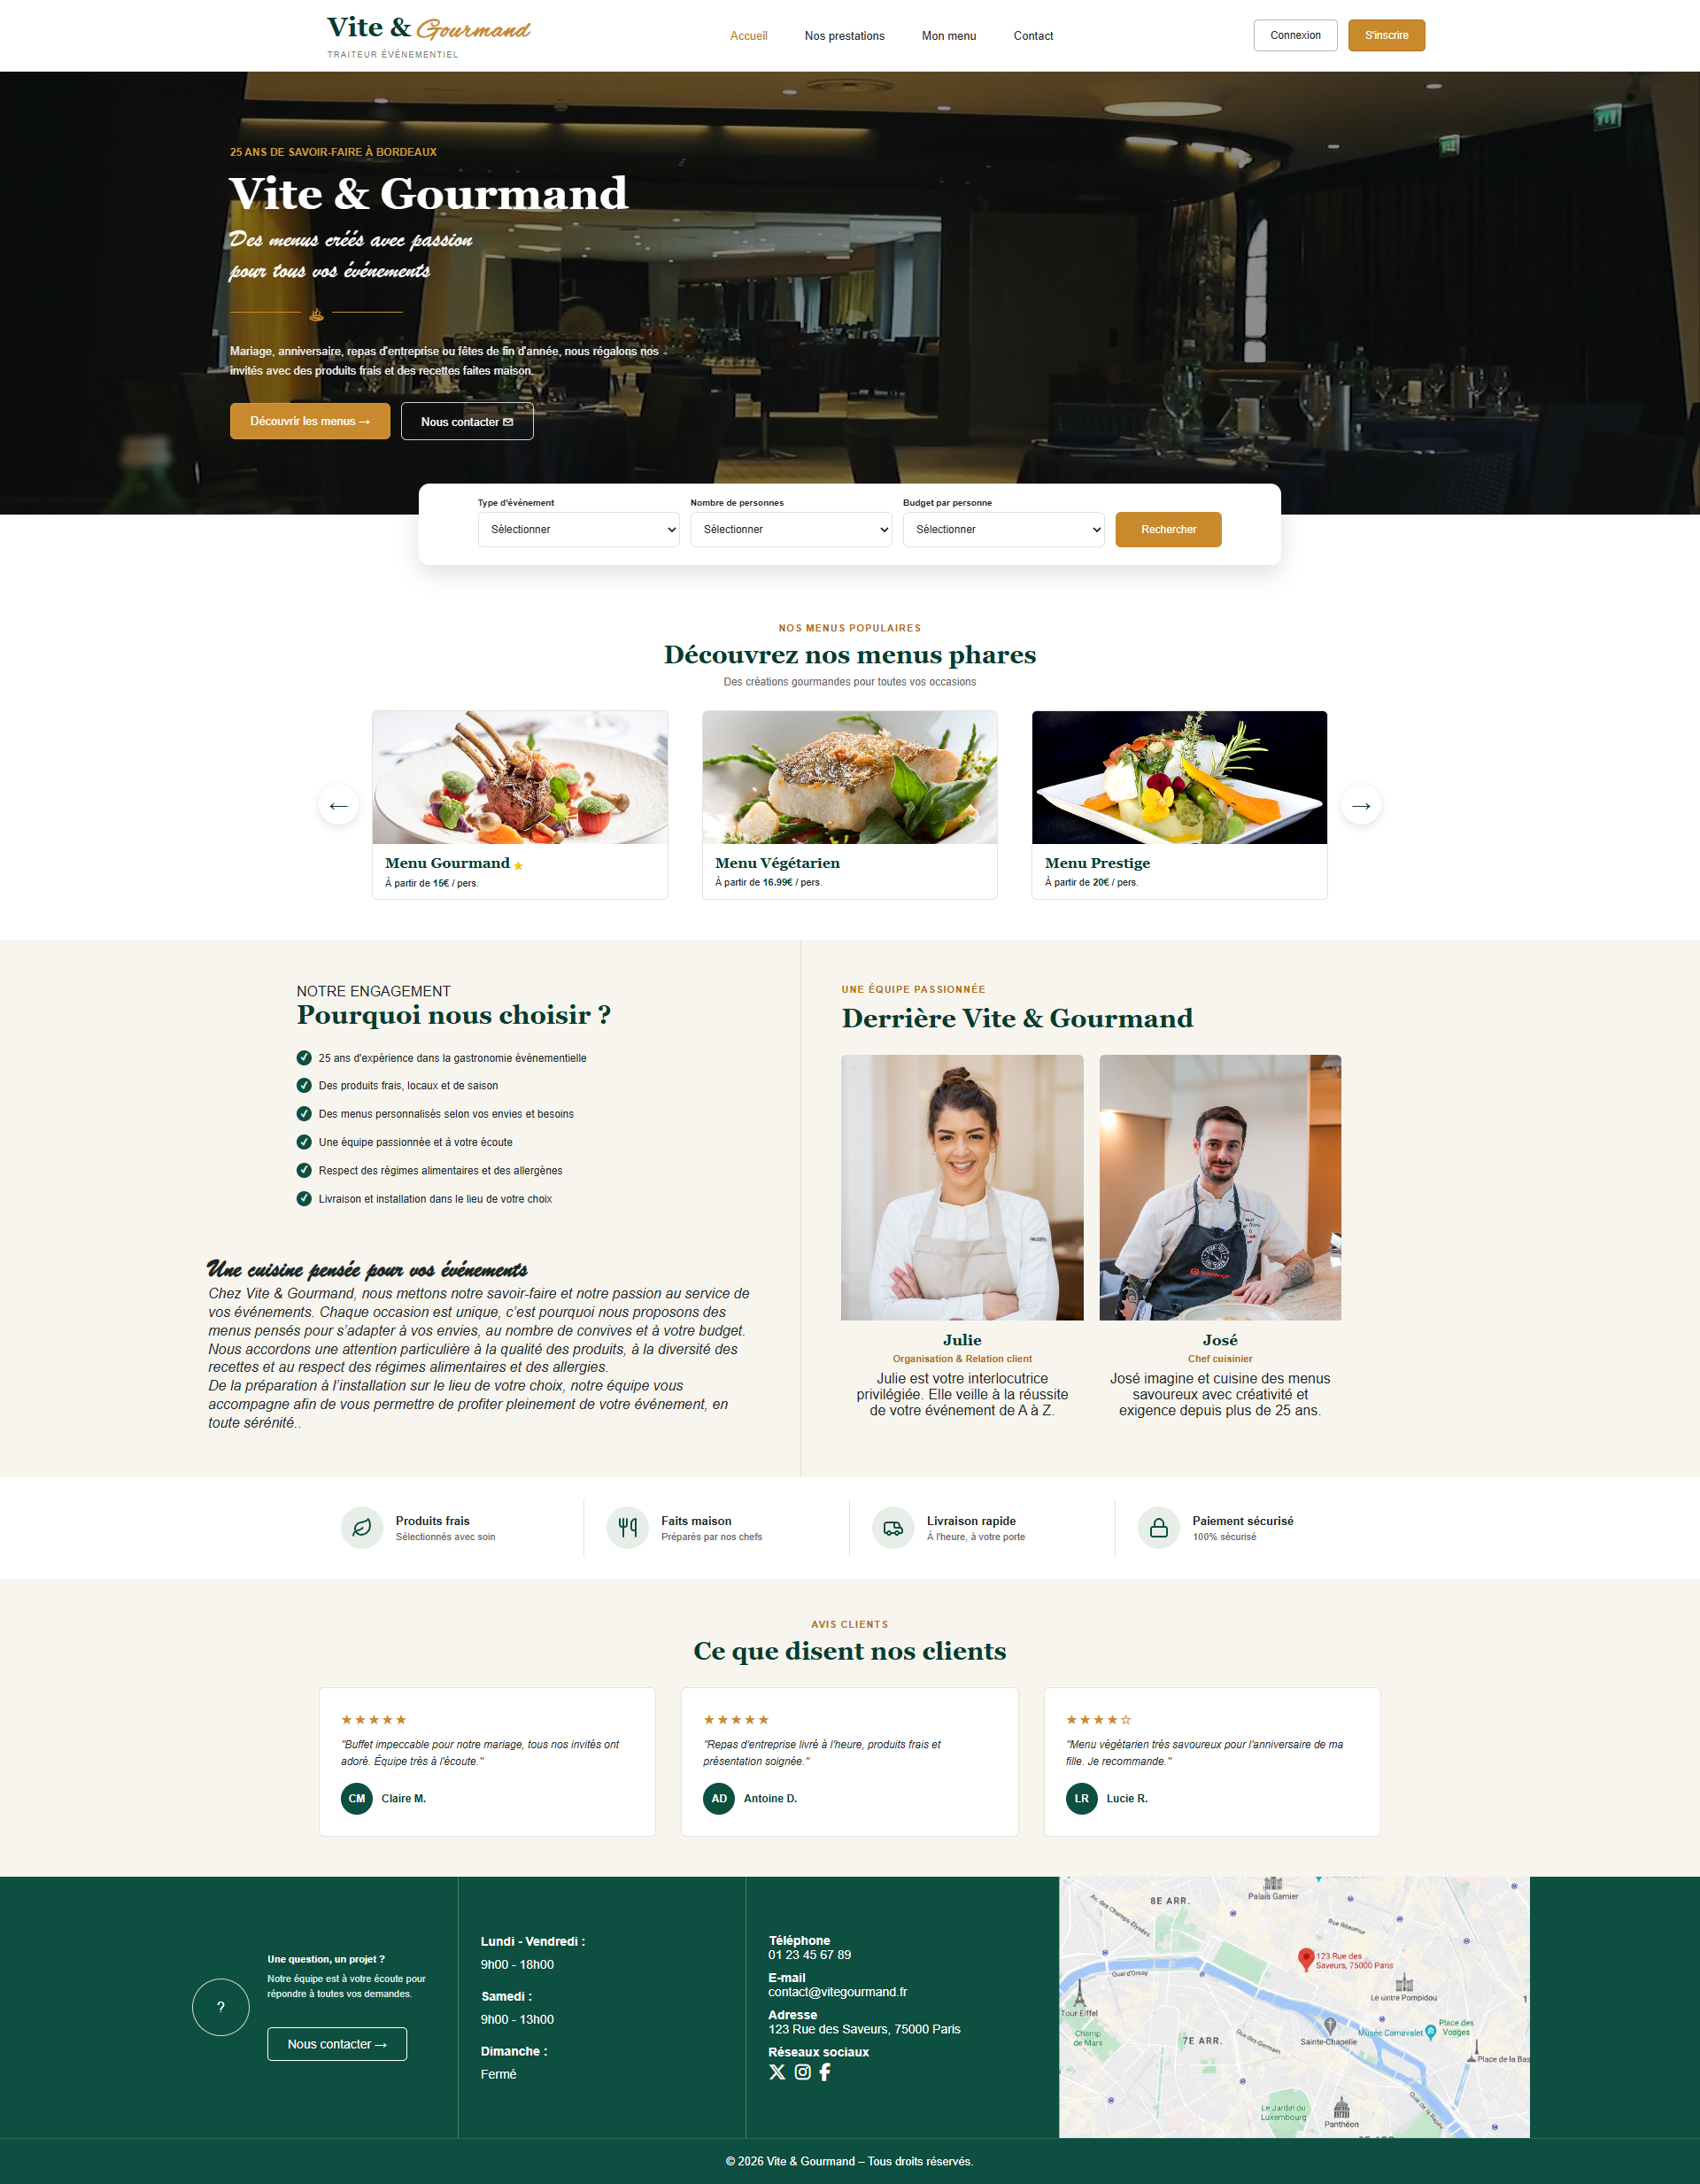 Vite & Gourmand
TRAITEUR ÉVÉNEMENTIEL
Accueil
Nos prestations
Mon menu
Contact
Connexion
S'inscrire
25 ANS DE SAVOIR-FAIRE À BORDEAUX
Vite & Gourmand
Des menus créés avec passion
pour tous vos événements
Mariage, anniversaire, repas d'entreprise ou fêtes de fin d'année, nous régalons nos
invités avec des produits frais et des recettes faites maison.
Découvrir les menus →
Nous contacter
Type d'événement
Nombre de personnes
Budget par personne
Sélectionner
Sélectionner
Sélectionner
Rechercher
NOS MENUS POPULAIRES
Découvrez nos menus phares
Des créations gourmandes pour toutes vos occasions
←
→
Menu Gourmand ★
À partir de 15€ / pers.
Menu Végétarien
À partir de 16.99€ / pers.
Menu Prestige
À partir de 20€ / pers.
NOTRE ENGAGEMENT
Pourquoi nous choisir ?
25 ans d'expérience dans la gastronomie événementielle
Des produits frais, locaux et de saison
Des menus personnalisés selon vos envies et besoins
Une équipe passionnée et à votre écoute
Respect des régimes alimentaires et des allergènes
Livraison et installation dans le lieu de votre choix
Une cuisine pensée pour vos événements
Chez Vite & Gourmand, nous mettons notre savoir-faire et notre passion au service de
vos événements. Chaque occasion est unique, c’est pourquoi nous proposons des
menus pensés pour s’adapter à vos envies, au nombre de convives et à votre budget.
Nous accordons une attention particulière à la qualité des produits, à la diversité des
recettes et au respect des régimes alimentaires et des allergies.
De la préparation à l’installation sur le lieu de votre choix, notre équipe vous
accompagne afin de vous permettre de profiter pleinement de votre événement, en
toute sérénité..
UNE ÉQUIPE PASSIONNÉE
Derrière Vite & Gourmand
Julie
Organisation & Relation client
Julie est votre interlocutrice
privilégiée. Elle veille à la réussite
de votre événement de A à Z.
José
Chef cuisinier
José imagine et cuisine des menus
savoureux avec créativité et
exigence depuis plus de 25 ans.
Produits frais
Sélectionnés avec soin
Faits maison
Préparés par nos chefs
Livraison rapide
À l'heure, à votre porte
Paiement sécurisé
100% sécurisé
AVIS CLIENTS
Ce que disent nos clients
★★★★★
"Buffet impeccable pour notre mariage, tous nos invités ont
adoré. Équipe très à l'écoute."
CM
Claire M.
★★★★★
"Repas d'entreprise livré à l'heure, produits frais et
présentation soignée."
AD
Antoine D.
★★★★☆
"Menu végétarien très savoureux pour l'anniversaire de ma
fille. Je recommande."
LR
Lucie R.
?
Une question, un projet ?
Notre équipe est à votre écoute pour
répondre à toutes vos demandes.
Nous contacter →
Lundi - Vendredi :
9h00 - 18h00
Samedi :
9h00 - 13h00
Dimanche :
Fermé
Téléphone
01 23 45 67 89
E-mail
contact@vitegourmand.fr
Adresse
123 Rue des Saveurs, 75000 Paris
Réseaux sociaux
8E ARR.
Palais Garnier
Av. des Champs-Elysées
Rue Réaumur
123 Rue des
Saveurs, 75000 Paris
Quai d'Orsay
Pompidou
Tour Eiffel
Champ
de Mars
7E ARR.
Sainte-Chapelle
Musée Carnavalet
Place des
Vosges
Place de la Bas
Le Jardin du
Luxembourg
Panthéon
Quai de la Rapée
© 2026 Vite & Gourmand – Tous droits réservés.